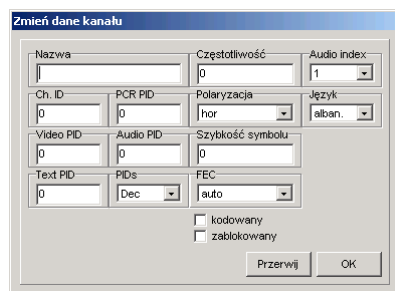 Zmień dane kanału
Nazwa Częstotliwość Audio index
0 1
Ch. ID PCR PID Polaryzacja Język
0 0 hor alban.
Video PID Audio PID Szybkość symbolu
0 0 0
Text PID PIDs FEC
0 Dec auto
kodowany
zablokowany
Przerwij OK